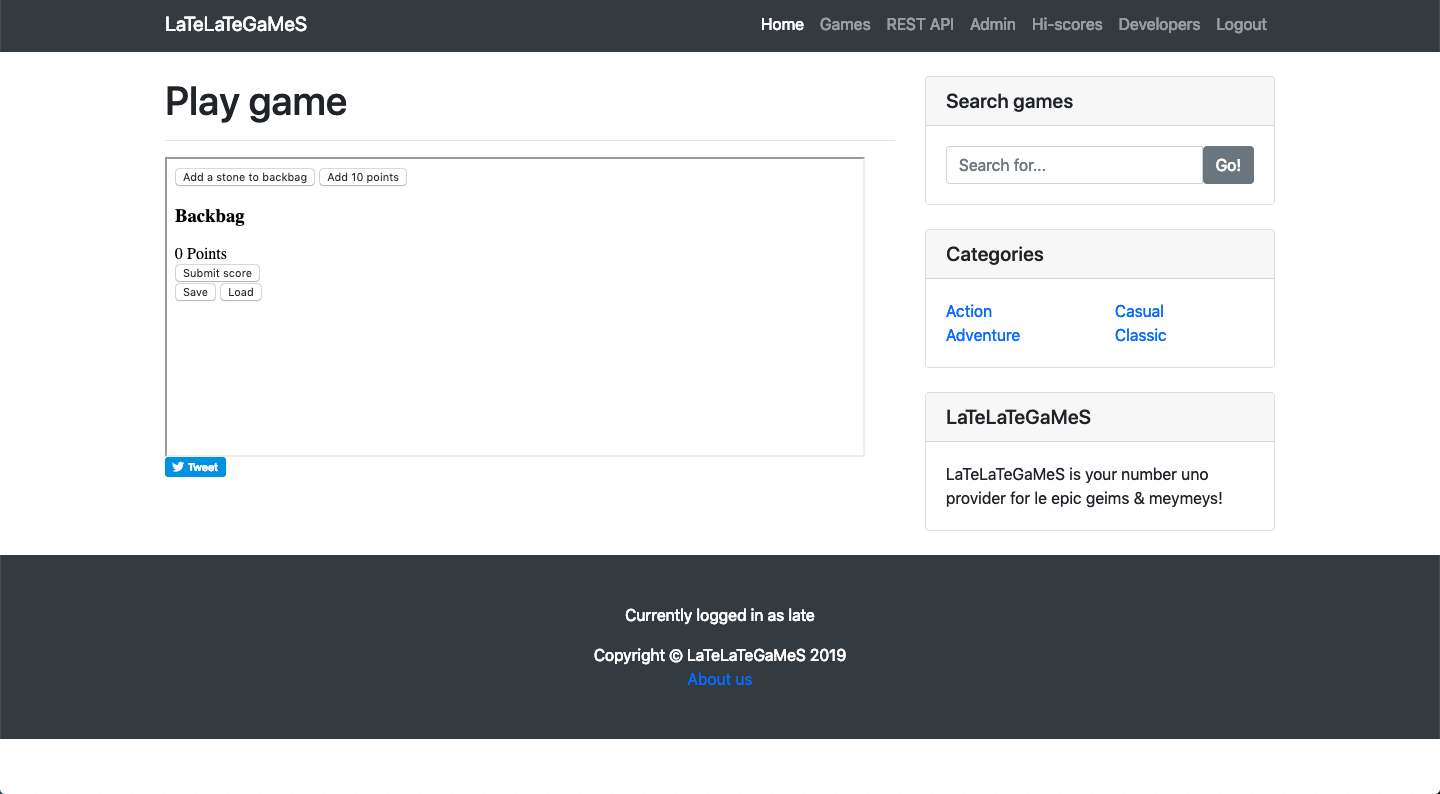 LaTeLaTeGaMeS
Home Games REST API Admin Hi-scores Developers Logout
Play game
Add a stone to backbag Add 10 points
Backbag
0 Points
Submit score
Save Load
Tweet
Search games
Search for... Go!
Categories
Action Casual
Adventure Classic
LaTeLaTeGaMeS
LaTeLaTeGaMeS is your number uno
provider for le epic geims & meymeys!
Currently logged in as late
Copyright © LaTeLaTeGaMeS 2019
About us